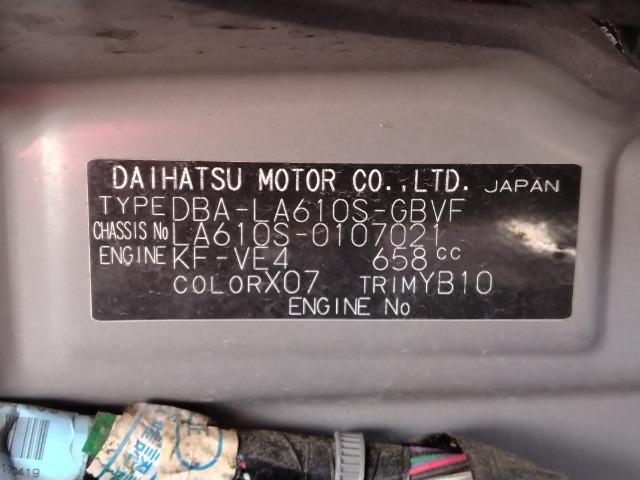 DAIHATSU MOTOR CO.,LTD. JAPAN
TYPE DBA-LA610S-GBVF
CHASSIS No LA610S-0107021
ENGINE KF-VE4 658 cc
COLOR X07 TRIM YB10
ENGINE No